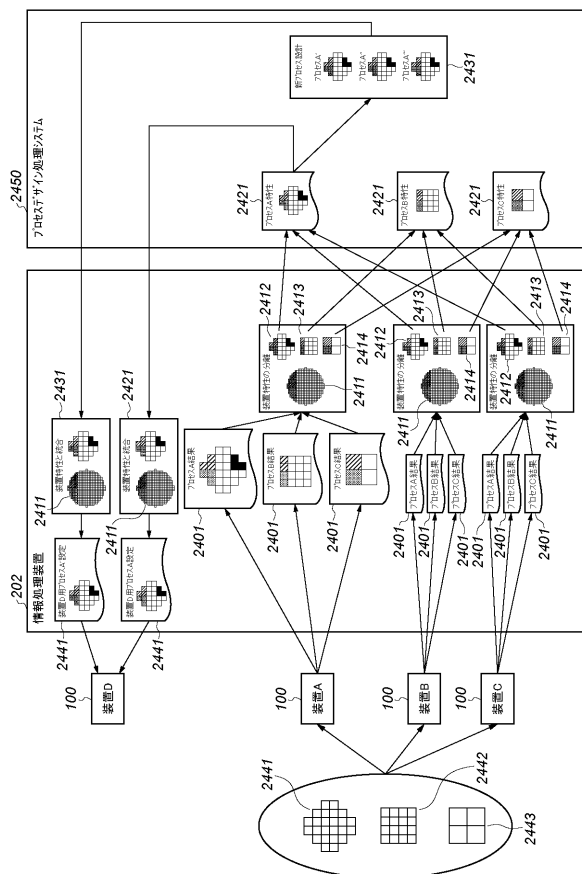 2450
プロセスデザイン処理システム
202
情報処理装置
2441
装置D用プロセスA'設定
2411
装置特性と統合
2431
100
装置D
2441
装置D用プロセスA設定
2411
装置特性と統合
2421
2401
プロセスA結果
2401
プロセスB結果
2401
プロセスC結果
装置特性の分離
2411
2412
2413
2414
プロセスA特性
2421
新プロセス設計
プロセスA'
プロセスA''
プロセスA'''
2431
100
装置A
2441
2442
2443
100
装置B
2401
プロセスA結果
2401
プロセスB結果
2401
プロセスC結果
装置特性の分離
2411
2412
2413
2414
プロセスB特性
2421
100
装置C
2401
プロセスA結果
2401
プロセスB結果
2401
プロセスC結果
装置特性の分離
2411
2412
2413
2414
プロセスC特性
2421